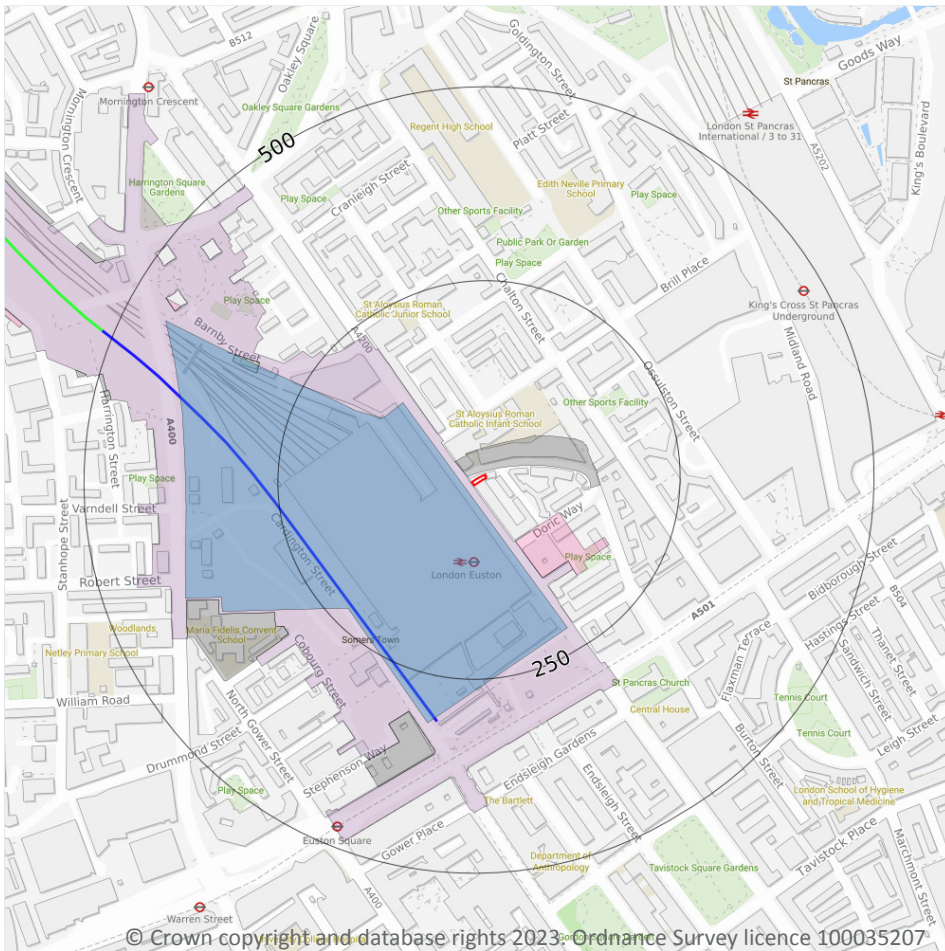 B512
Oakley Square
Goldington Street
Goods Way
St Pancras
Mornington Crescent
Mornington Crescent
Oakley Square Gardens
London St Pancras
International / 3 to 31
A5202
King's Boulevard
Regent High School
Platt Street
500
Harrington Square
Gardens
Cranleigh Street
Play Space
Edith Neville Primary
School
Play Space
Other Sports Facility
Public Park Or Garden
Play Space
Brill Place
Chalton Street
King's Cross St Pancras
Underground
Midland Road
Play Space
St Aloysius Roman
Catholic Junior School
Barnby Street
A4200
Ossulston Street
Harrington Street
A400
St Aloysius Roman
Catholic Infant School
Other Sports Facility
Play Space
Varndell Street
Stanhope Street
Cardington Street
Doric Way
Play Space
London Euston
Robert Street
Bidborough Street
B504
A501
Hastings Street
Thanet Street
Sandwich Street
Woodlands
Netley Primary School
Maria Fidelis Convent
School
Somers Town
Cobourg Street
250
Flaxman Terrace
St Pancras Church
Central House
Tennis Court
Tennis Court
Leigh Street
William Road
North Gower Street
Drummond Street
Stephenson Way
Endsleigh Gardens
Endsleigh Street
Burton Street
Play Space
The Bartlett
London School of Hygiene
and Tropical Medicine
Euston Square
Gower Place
Tavistock Place
Marchmont Street
Department of
Anthropology
Tavistock Square Gardens
A400
Warren Street
© Crown copyright and database rights 2023. Ordnance Survey licence 100035207